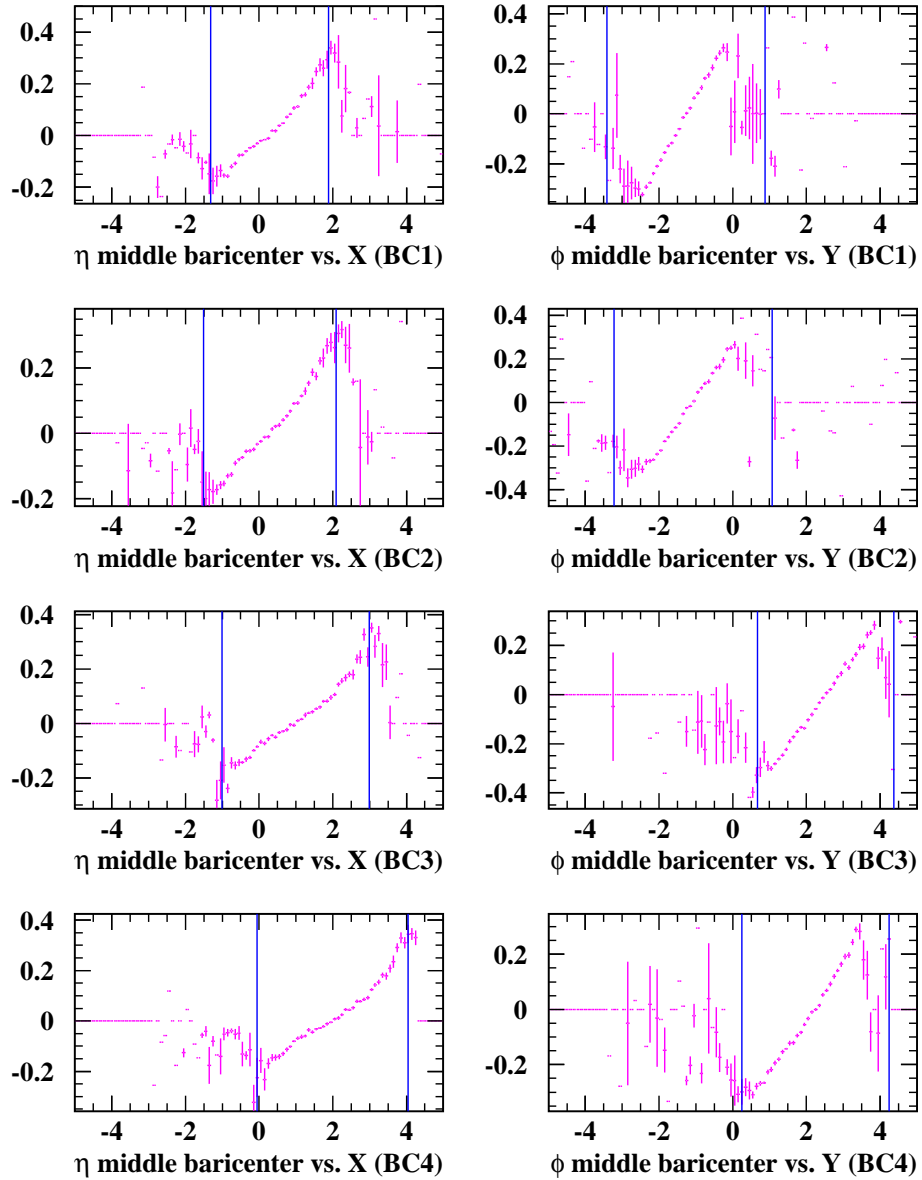 0.4
0.2
0
-0.2
-4 -2 0 2 4
η middle baricenter vs. X (BC1)
0.4
0.2
0
-0.2
-4 -2 0 2 4
ϕ middle baricenter vs. Y (BC1)
0.2
0
-0.2
-4 -2 0 2 4
η middle baricenter vs. X (BC2)
0.4
0.2
0
-0.2
-0.4
-4 -2 0 2 4
ϕ middle baricenter vs. Y (BC2)
0.4
0.2
0
-0.2
-4 -2 0 2 4
η middle baricenter vs. X (BC3)
0.2
0
-0.2
-0.4
-4 -2 0 2 4
ϕ middle baricenter vs. Y (BC3)
0.4
0.2
0
-0.2
-4 -2 0 2 4
η middle baricenter vs. X (BC4)
0.2
0
-0.2
-4 -2 0 2 4
ϕ middle baricenter vs. Y (BC4)